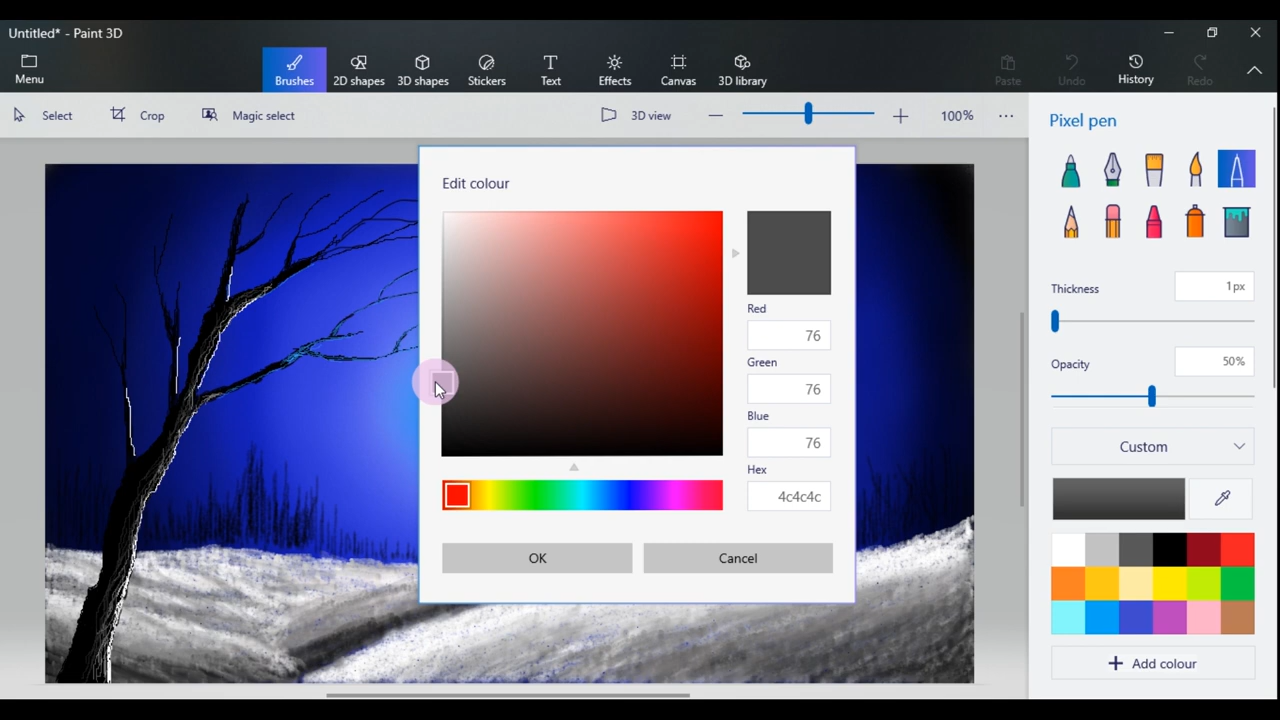 Untitled* - Paint 3D
Menu
Brushes
2D shapes
3D shapes
Stickers
Text
Effects
Canvas
3D library
Paste
Undo
History
Redo
Select
Crop
Magic select
3D view
100%
Pixel pen
Edit colour
Thickness
1px
Red
76
Green
76
Opacity
50%
Blue
76
Custom
Hex
4c4c4c
OK
Cancel
Add colour